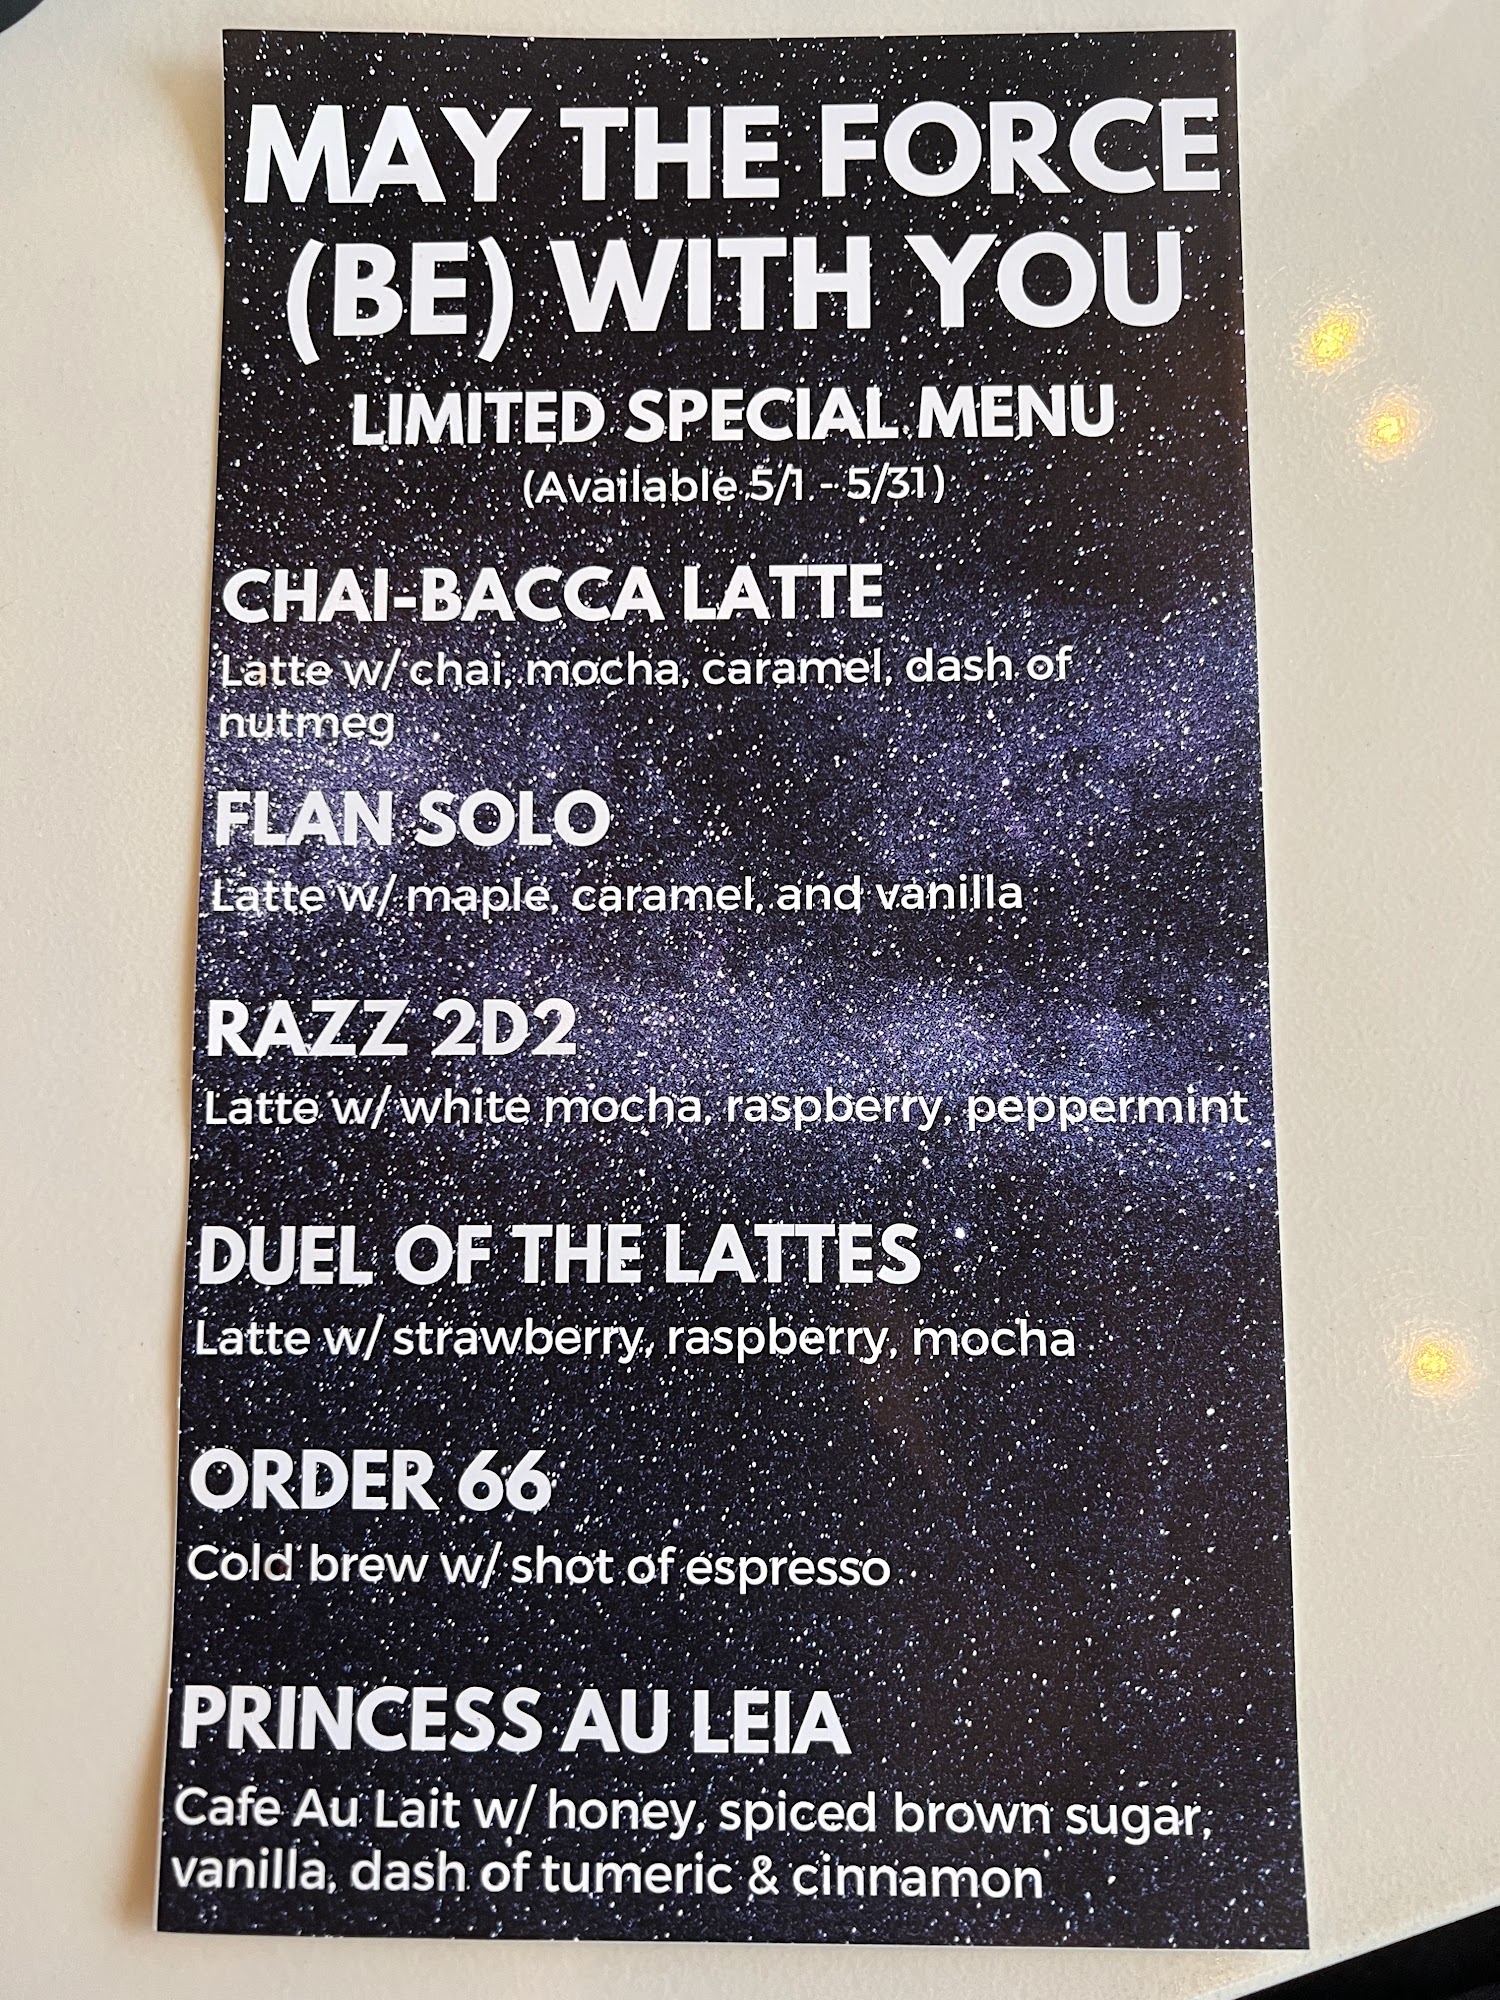 MAY THE FORCE
(BE) WITH YOU
LIMITED SPECIAL MENU
(Available 5/1 - 5/31)
CHAI-BACCA LATTE
Latte w/ chai, mocha, caramel, dash of
nutmeg
FLAN SOLO
Latte w/ maple, caramel, and vanilla
RAZZ 2D2
Latte w/ white mocha, raspberry, peppermint
DUEL OF THE LATTES
Latte w/ strawberry, raspberry, mocha
ORDER 66
Cold brew w/ shot of espresso
PRINCESS AU LEIA
Cafe Au Lait w/ honey, spiced brown sugar,
vanilla, dash of tumeric & cinnamon